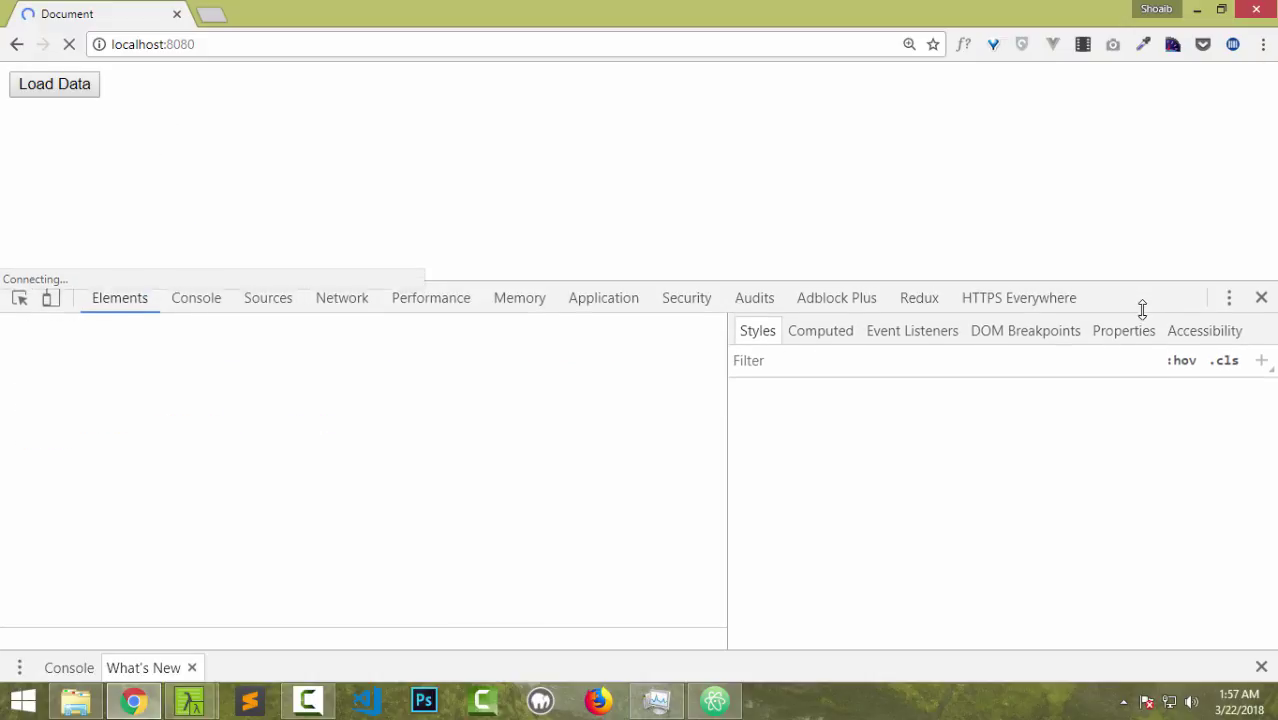 Document
Shoaib
localhost:8080
f?
Load Data
Connecting...
Elements Console Sources Network Performance Memory Application Security Audits Adblock Plus Redux HTTPS Everywhere
Styles Computed Event Listeners DOM Breakpoints Properties Accessibility
Filter :hov .cls
Console What's New
Ps
1:57 AM
3/22/2018